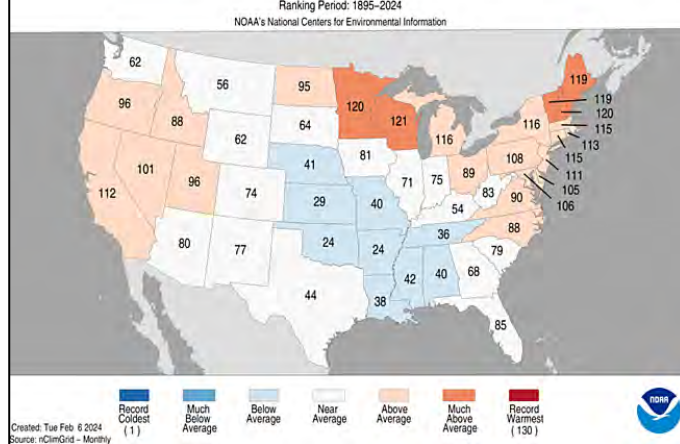 Ranking Period: 1895-2024
NOAA's National Centers for Environmental Information
62
56
95
120
121
119
119
120
115
113
115
111
105
106
96
88
62
64
116
116
108
112
101
96
74
41
81
71
75
89
83
90
54
29
40
88
80
77
24
24
36
79
44
38
42
40
68
85
Record
Coldest
( 1 )
Much
Below
Average
Below
Average
Near
Average
Above
Average
Much
Above
Average
Record
Warmest
( 130 )
NOAA
Created: Tue Feb 6 2024
Source: nClimGrid - Monthly